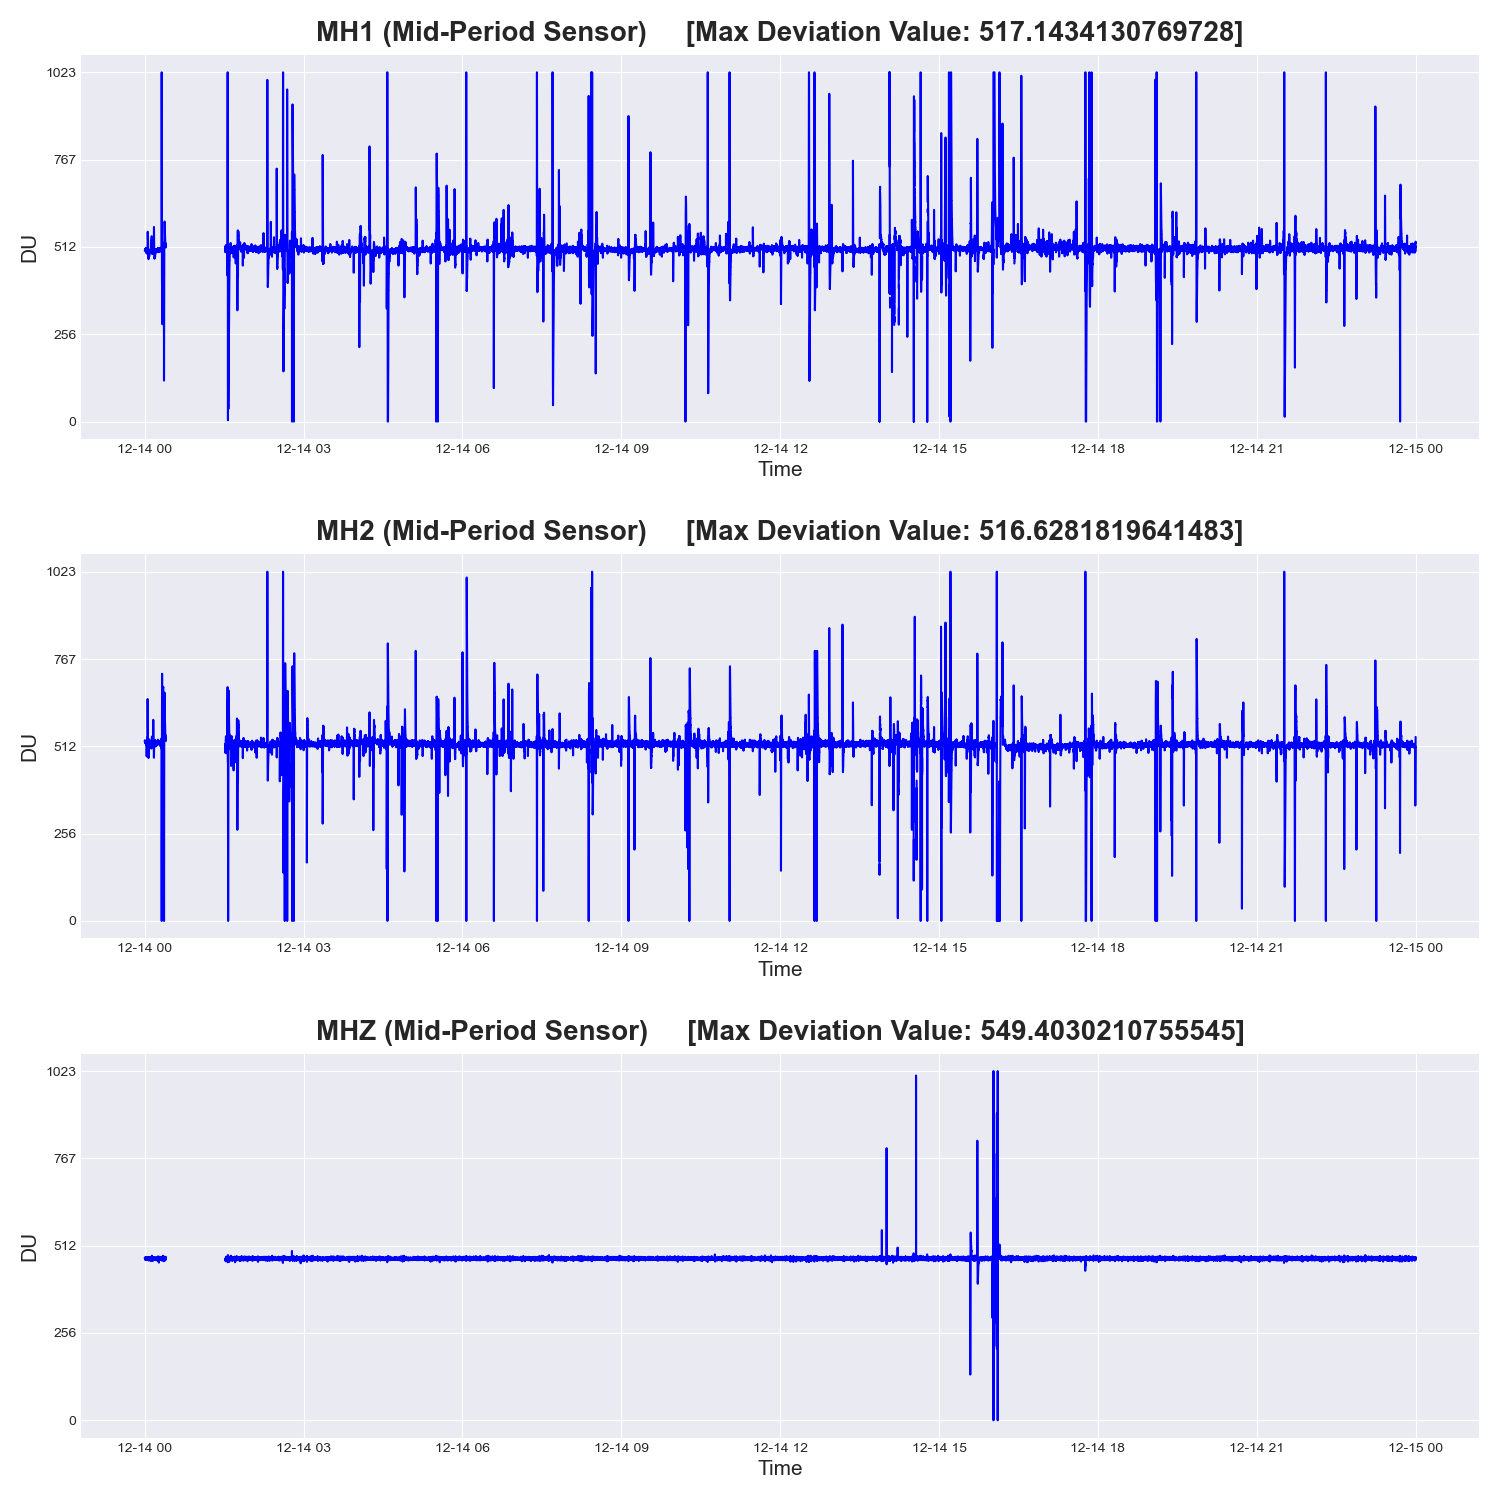 MH1 (Mid-Period Sensor) [Max Deviation Value: 517.1434130769728]
1023
767
512
256
0
DU
12-14 00 12-14 03 12-14 06 12-14 09 12-14 12 12-14 15 12-14 18 12-14 21 12-15 00
Time
MH2 (Mid-Period Sensor) [Max Deviation Value: 516.6281819641483]
1023
767
512
256
0
DU
12-14 00 12-14 03 12-14 06 12-14 09 12-14 12 12-14 15 12-14 18 12-14 21 12-15 00
Time
MHZ (Mid-Period Sensor) [Max Deviation Value: 549.4030210755545]
1023
767
512
256
0
DU
12-14 00 12-14 03 12-14 06 12-14 09 12-14 12 12-14 15 12-14 18 12-14 21 12-15 00
Time